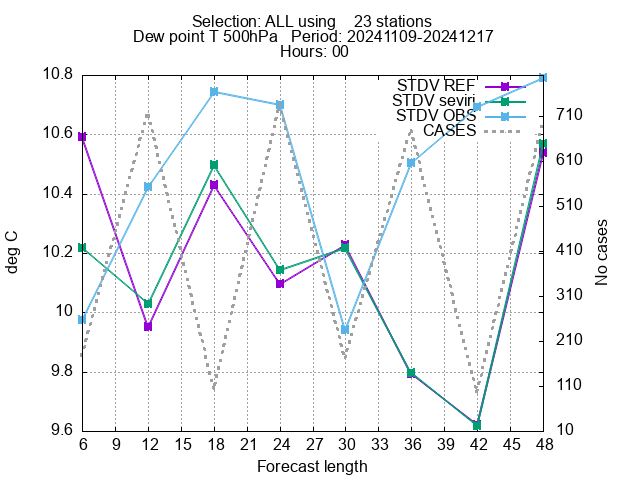 Selection: ALL using    23 stations
Dew point T 500hPa   Period: 20241109-20241217
Hours: 00
10.8
10.6
10.4
10.2
10
9.8
9.6
deg C
STDV REF
STDV seviri
STDV OBS
CASES
710
610
510
410
310
210
110
10
No cases
6 9 12 15 18 21 24 27 30 33 36 39 42 45 48
Forecast length